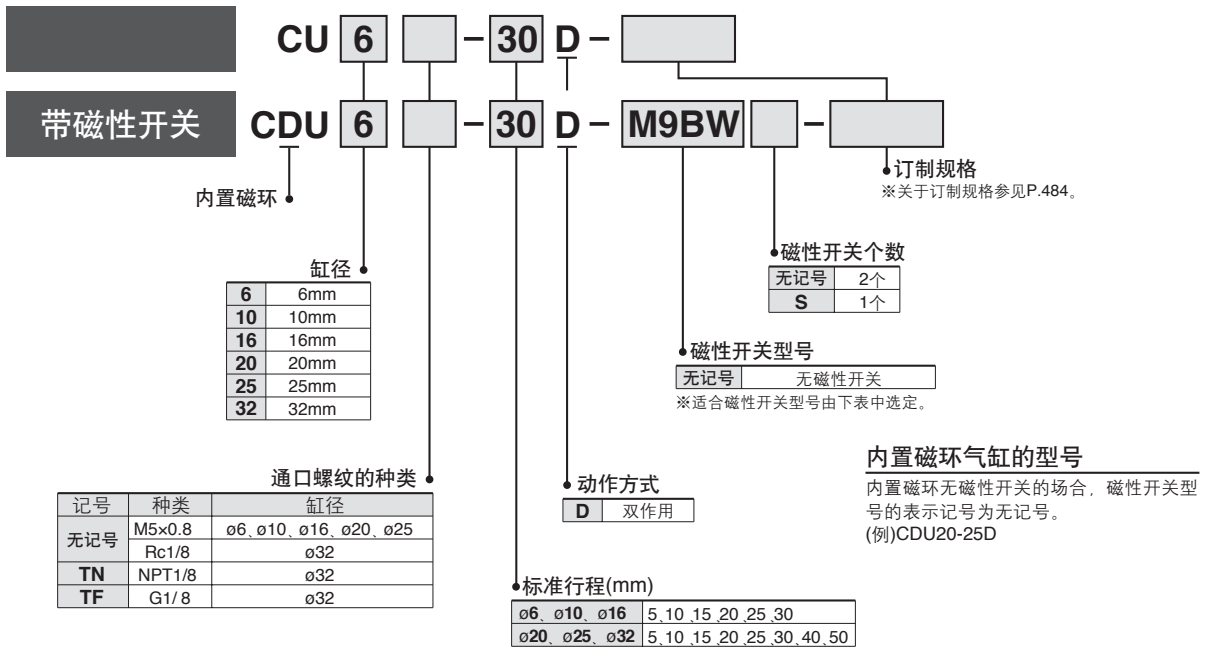 CU 6 - 30 D -
带磁性开关 CDU 6 - 30 D - M9BW -
内置磁环
订制规格
※关于订制规格参见P.484。
磁性开关个数
无记号 2个
S 1个
缸径
6 6mm
10 10mm
16 16mm
20 20mm
25 25mm
32 32mm
磁性开关型号
无记号 无磁性开关
※适合磁性开关型号由下表中选定。
通口螺纹的种类
记号 种类 缸径
无记号 M5×0.8 ø6、ø10、ø16、ø20、ø25
Rc1/8 ø32
TN NPT1/8 ø32
TF G1/8 ø32
动作方式
D 双作用
内置磁环气缸的型号
内置磁环无磁性开关的场合，磁性开关型
号的表示记号为无记号。
(例)CDU20-25D
标准行程(mm)
ø6、ø10、ø16 5、10、15、20、25、30
ø20、ø25、ø32 5、10、15、20、25、30、40、50